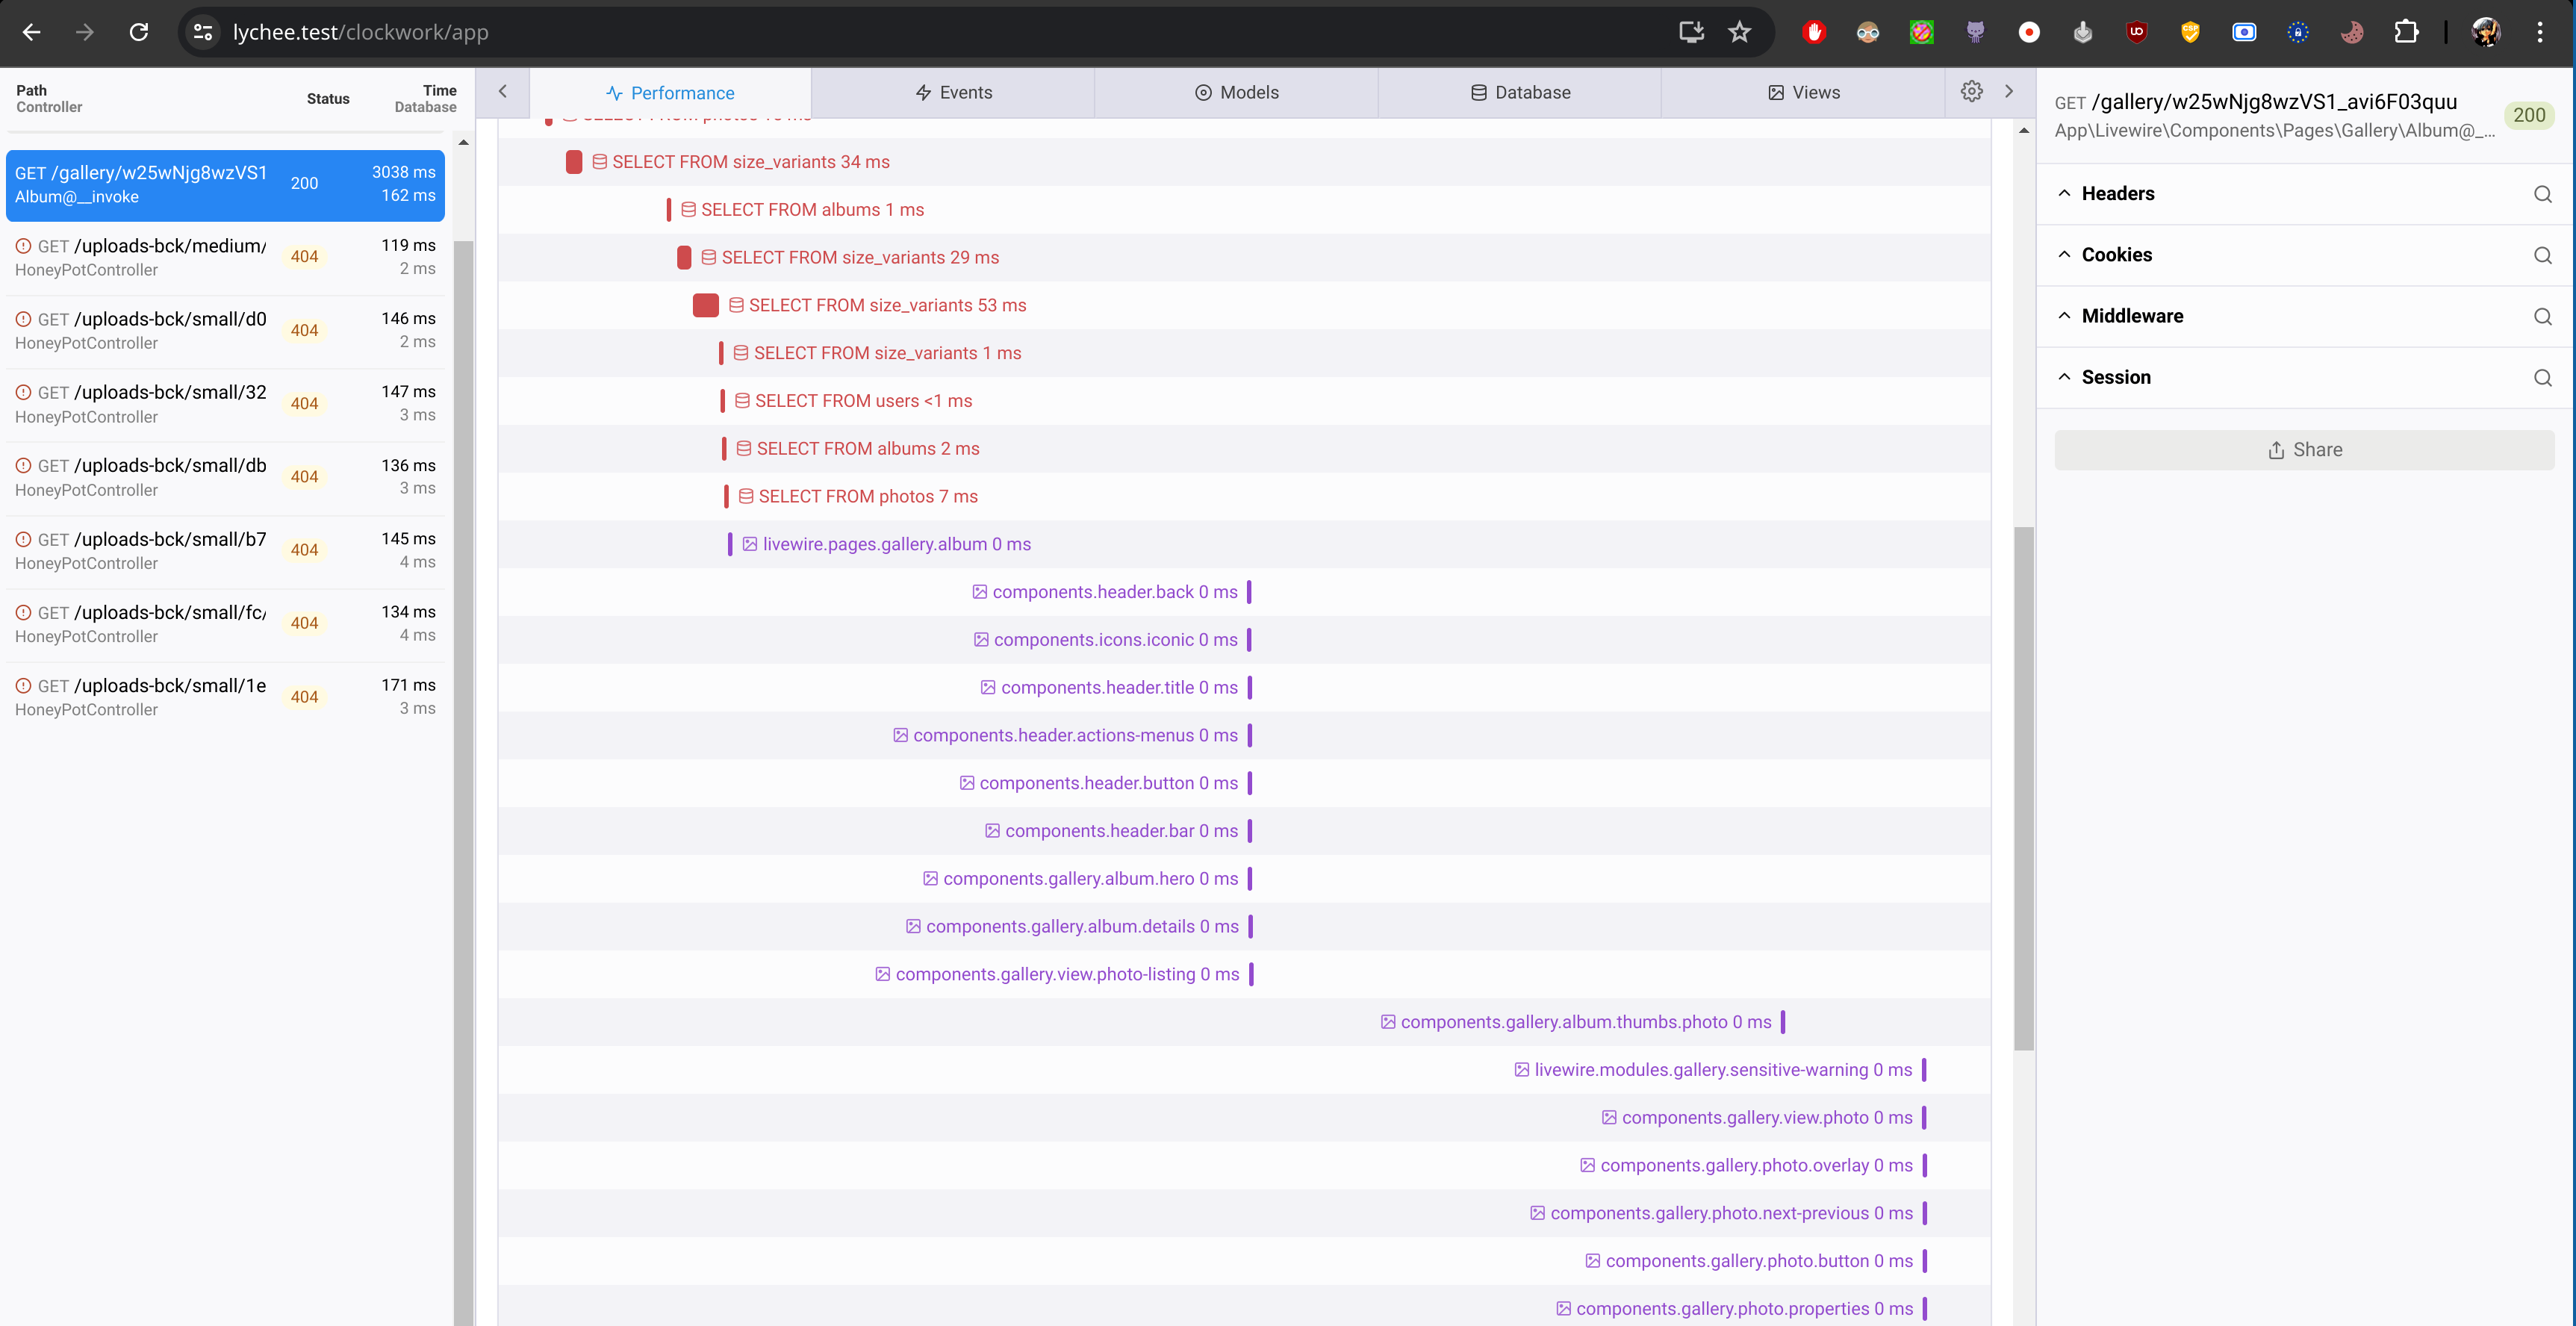 lychee.test/clockwork/app
Path
Controller
Status
Time
Database
GET /gallery/w25wNjg8wzVS1
Album@__invoke
200
3038 ms
162 ms
GET /uploads-bck/medium/
HoneyPotController
404
119 ms
2 ms
GET /uploads-bck/small/d0
HoneyPotController
404
146 ms
2 ms
GET /uploads-bck/small/32
HoneyPotController
404
147 ms
3 ms
GET /uploads-bck/small/db
HoneyPotController
404
136 ms
3 ms
GET /uploads-bck/small/b7
HoneyPotController
404
145 ms
4 ms
GET /uploads-bck/small/fc/
HoneyPotController
404
134 ms
4 ms
GET /uploads-bck/small/1e
HoneyPotController
404
171 ms
3 ms
Performance
Events
Models
Database
Views
SELECT FROM size_variants 34 ms
SELECT FROM albums 1 ms
SELECT FROM size_variants 29 ms
SELECT FROM size_variants 53 ms
SELECT FROM size_variants 1 ms
SELECT FROM users <1 ms
SELECT FROM albums 2 ms
SELECT FROM photos 7 ms
livewire.pages.gallery.album 0 ms
components.header.back 0 ms
components.icons.iconic 0 ms
components.header.title 0 ms
components.header.actions-menus 0 ms
components.header.button 0 ms
components.header.bar 0 ms
components.gallery.album.hero 0 ms
components.gallery.album.details 0 ms
components.gallery.view.photo-listing 0 ms
components.gallery.album.thumbs.photo 0 ms
livewire.modules.gallery.sensitive-warning 0 ms
components.gallery.view.photo 0 ms
components.gallery.photo.overlay 0 ms
components.gallery.photo.next-previous 0 ms
components.gallery.photo.button 0 ms
components.gallery.photo.properties 0 ms
GET /gallery/w25wNjg8wzVS1_avi6F03quu
App\Livewire\Components\Pages\Gallery\Album@_...
200
Headers
Cookies
Middleware
Session
Share